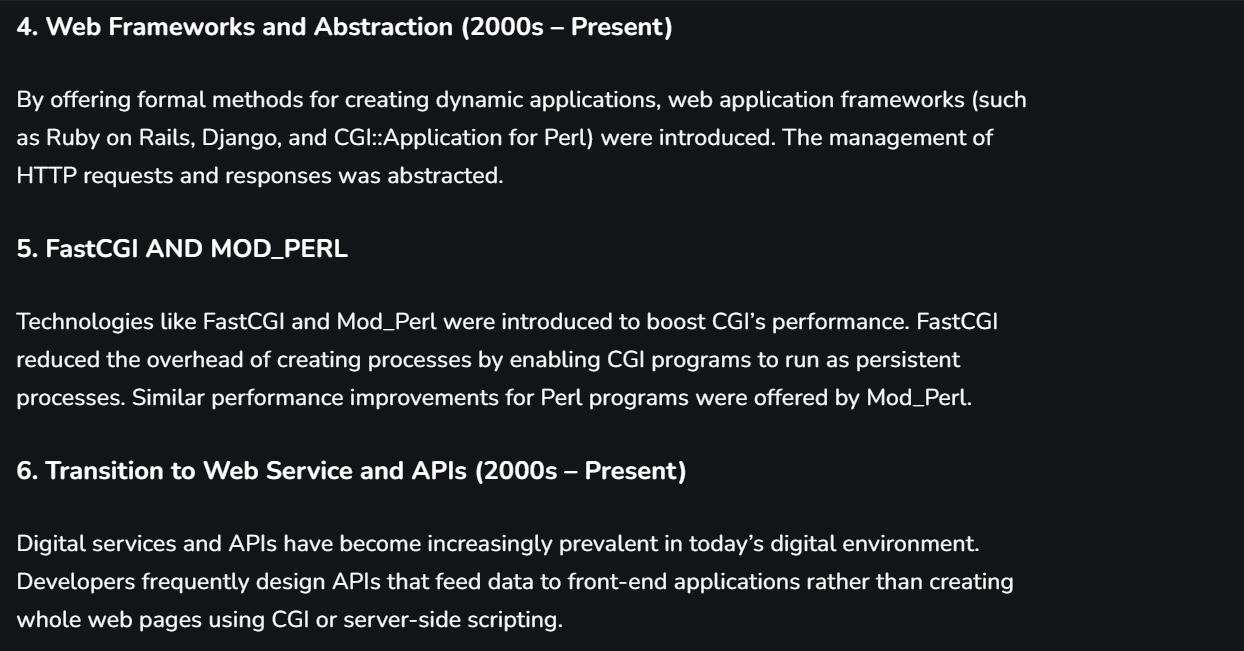 4. Web Frameworks and Abstraction (2000s – Present)
By offering formal methods for creating dynamic applications, web application frameworks (such
as Ruby on Rails, Django, and CGI::Application for Perl) were introduced. The management of
HTTP requests and responses was abstracted.
5. FastCGI AND MOD_PERL
Technologies like FastCGI and Mod_Perl were introduced to boost CGI’s performance. FastCGI
reduced the overhead of creating processes by enabling CGI programs to run as persistent
processes. Similar performance improvements for Perl programs were offered by Mod_Perl.
6. Transition to Web Service and APIs (2000s – Present)
Digital services and APIs have become increasingly prevalent in today’s digital environment.
Developers frequently design APIs that feed data to front-end applications rather than creating
whole web pages using CGI or server-side scripting.